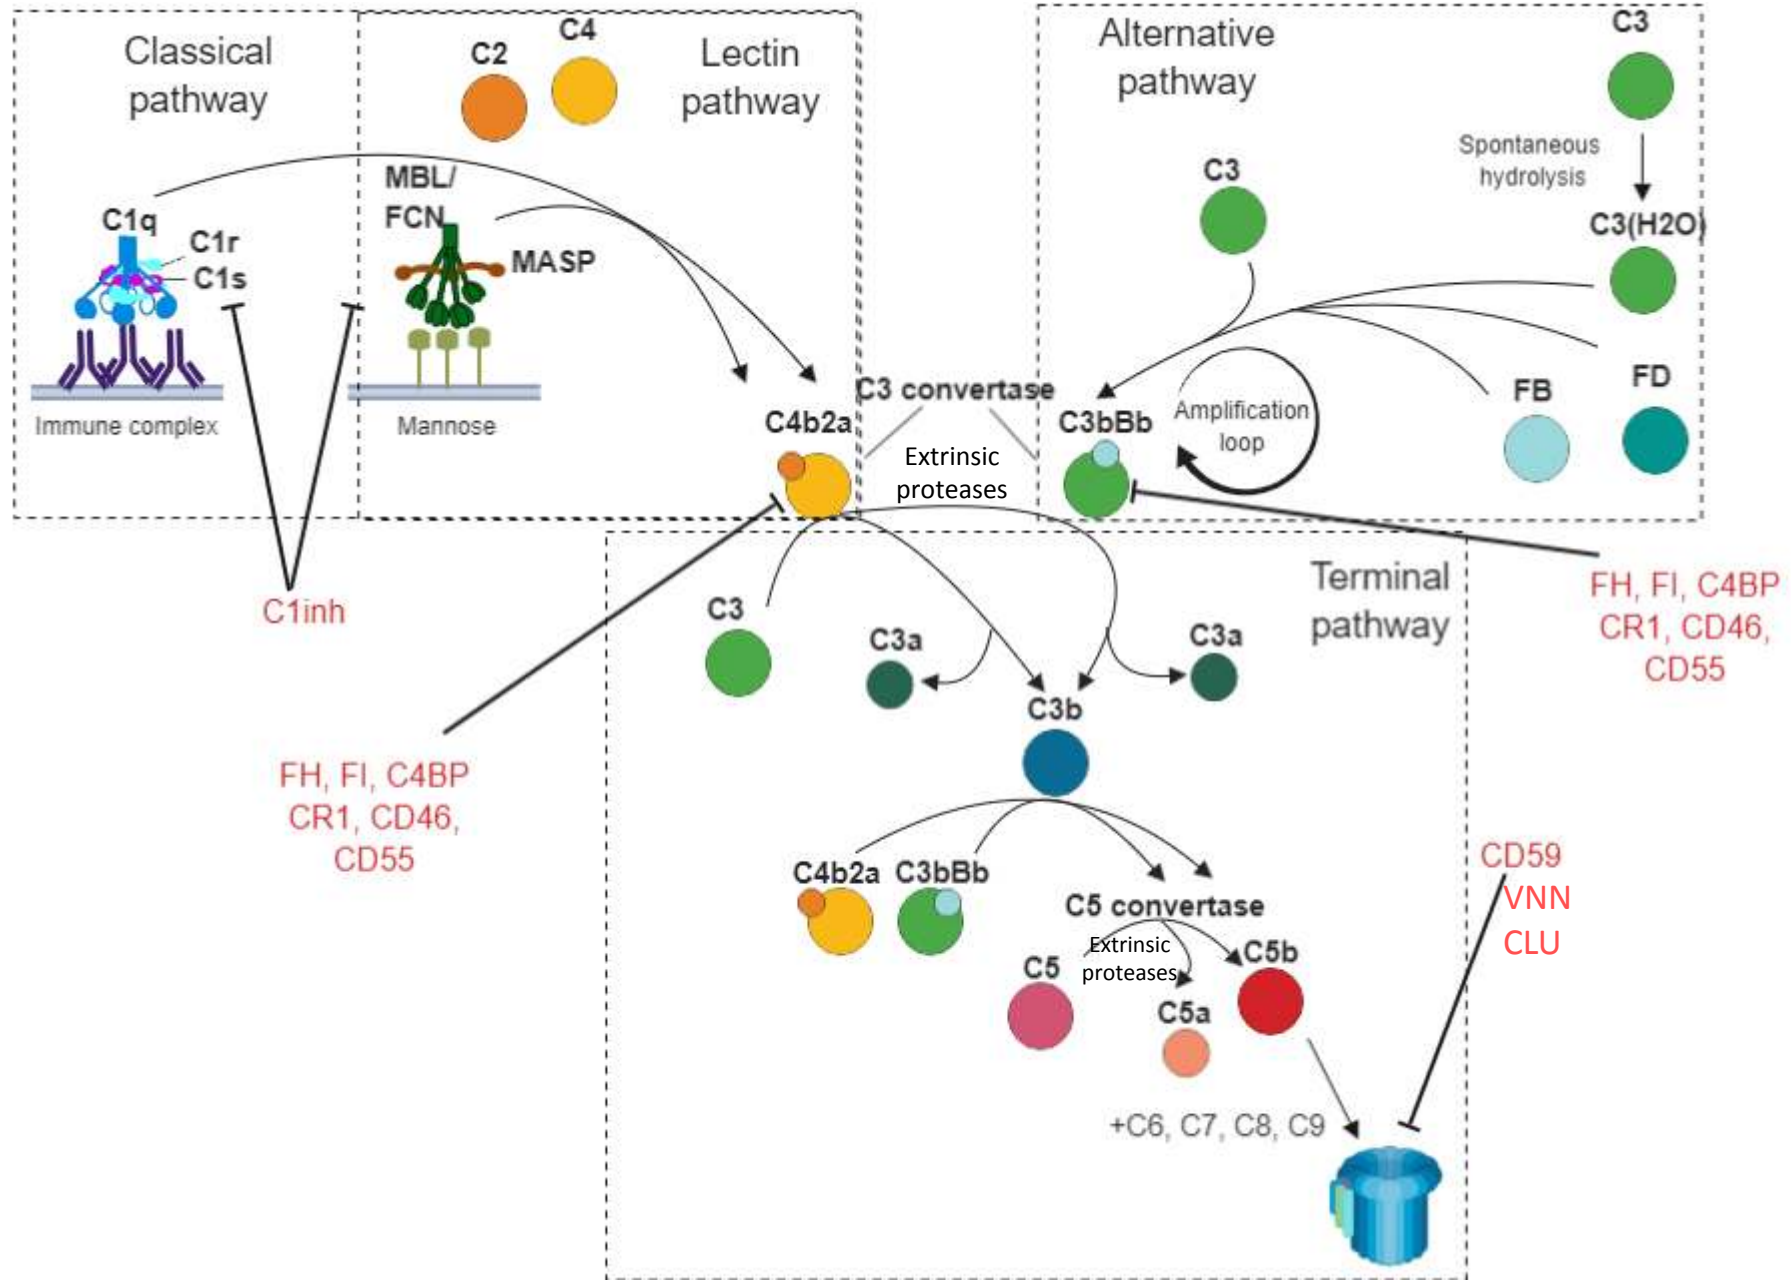 Classical
pathway
C2
C4
Lectin
pathway
MBL/
FCN
MASP
C1q
C1r
C1s
Immune complex
Mannose
C4b2a
C3 convertase
Extrinsic
proteases
Alternative
pathway
C3
Spontaneous
hydrolysis
C3(H2O)
C3
FB
FD
C3bBb
Amplification
loop
C1inh
FH, FI, C4BP
CR1, CD46,
CD55
FH, FI, C4BP
CR1, CD46,
CD55
Terminal
pathway
C3
C3a
C3a
C3b
C4b2a
C3bBb
C5 convertase
Extrinsic
proteases
C5
C5a
C5b
+C6, C7, C8, C9
CD59
VNN
CLU